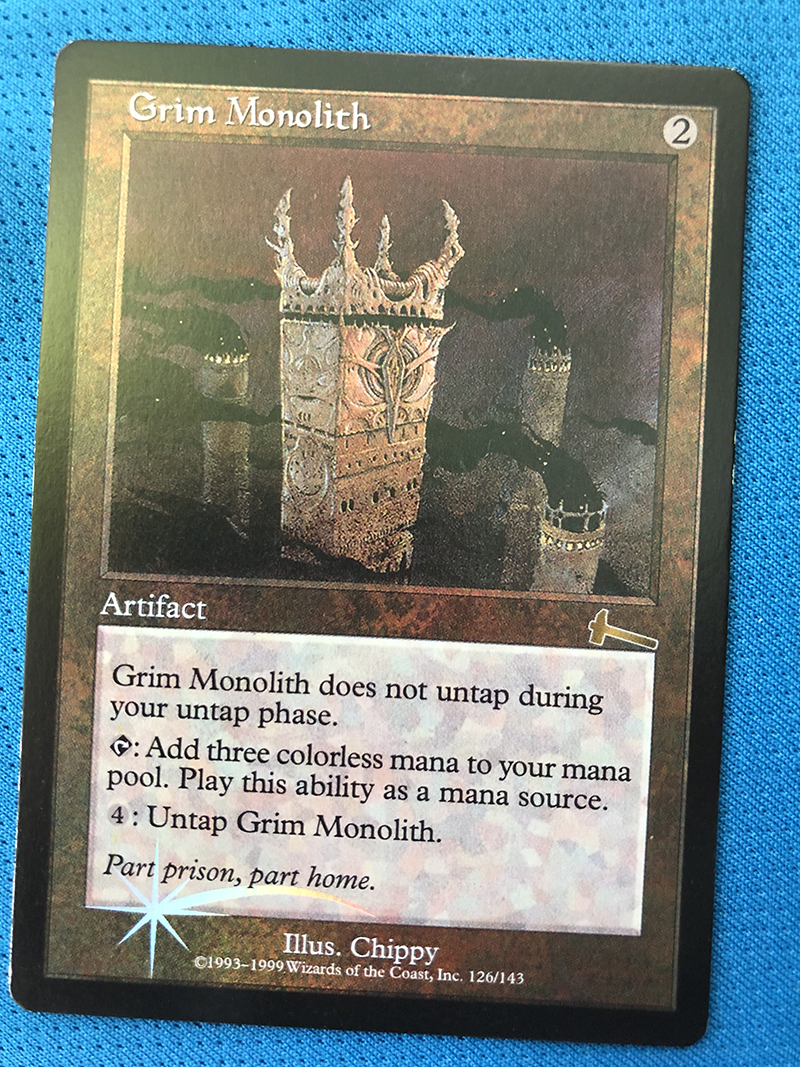 Grim Monolith
2
Artifact
Grim Monolith does not untap during
your untap phase.
: Add three colorless mana to your mana
pool. Play this ability as a mana source.
4 : Untap Grim Monolith.
Part prison, part home.
Illus. Chippy
©1993–1999 Wizards of the Coast, Inc. 126/143